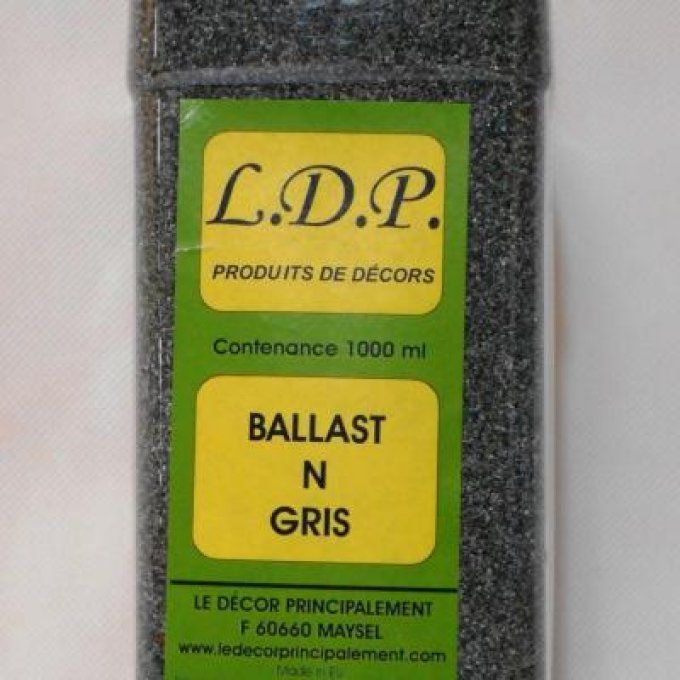 L.D.P.
PRODUITS DE DÉCORS
Contenance 1000 ml
BALLAST
N
GRIS
LE DÉCOR PRINCIPALEMENT
F 60660 MAYSEL
www.ledecorprincipalement.com
Made in EU